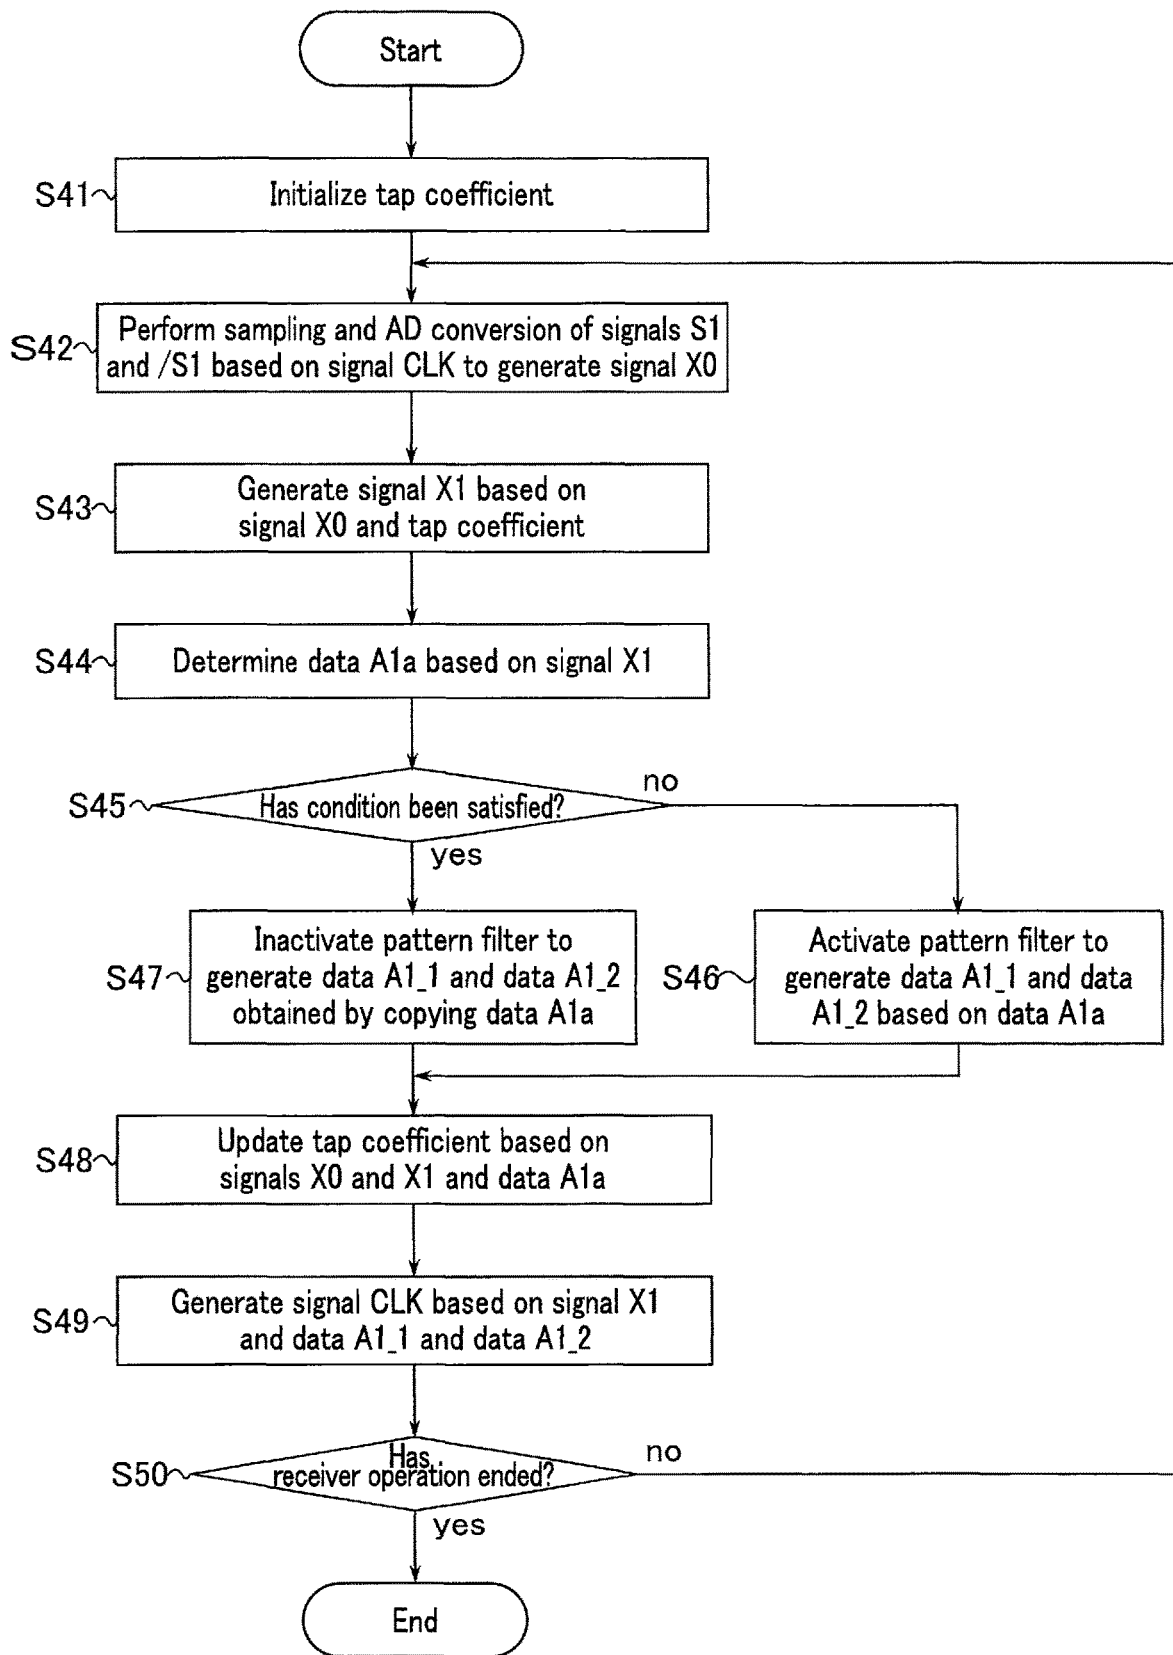 Start
S41
Initialize tap coefficient
S42
Perform sampling and AD conversion of signals S1
and /S1 based on signal CLK to generate signal X0
S43
Generate signal X1 based on
signal X0 and tap coefficient
S44
Determine data A1a based on signal X1
S45
Has condition been satisfied?
no
yes
S47
Inactivate pattern filter to
generate data A1_1 and data A1_2
obtained by copying data A1a
S46
Activate pattern filter to
generate data A1_1 and data
A1_2 based on data A1a
S48
Update tap coefficient based on
signals X0 and X1 and data A1a
S49
Generate signal CLK based on signal X1
and data A1_1 and data A1_2
S50
Has
receiver operation ended?
no
yes
End